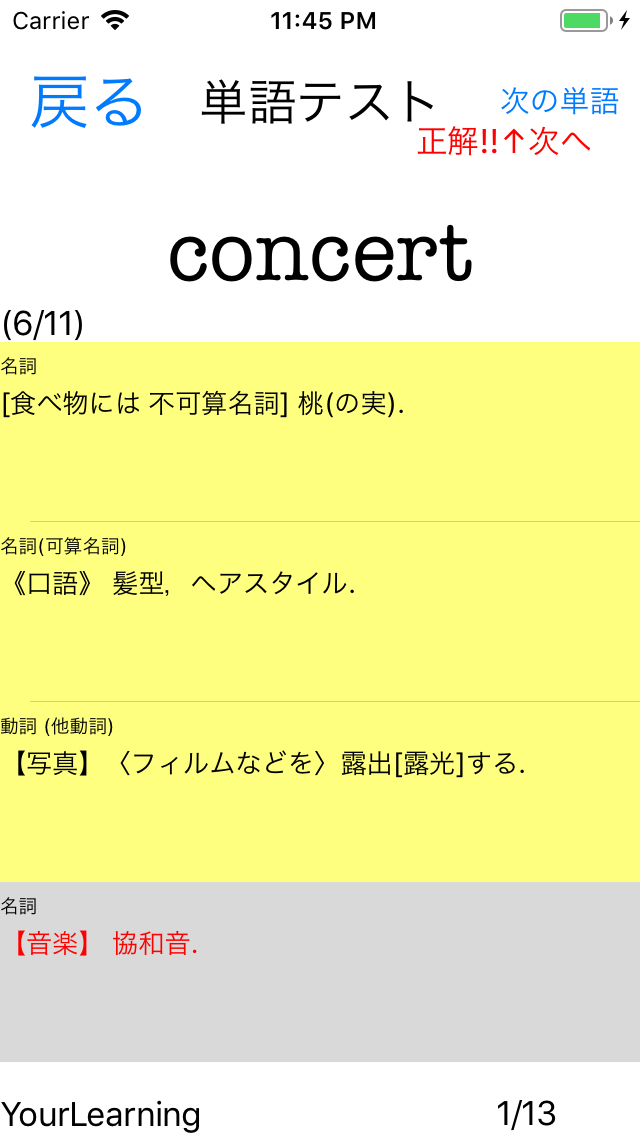 Carrier 11:45 PM
戻る 単語テスト 次の単語
正解!!↑次へ
concert
(6/11)
名詞
[食べ物には 不可算名詞] 桃(の実).
名詞(可算名詞)
《口語》 髪型, ヘアスタイル.
動詞 (他動詞)
【写真】 〈フィルムなどを〉露出[露光]する.
名詞
【音楽】 協和音.
YourLearning 1/13